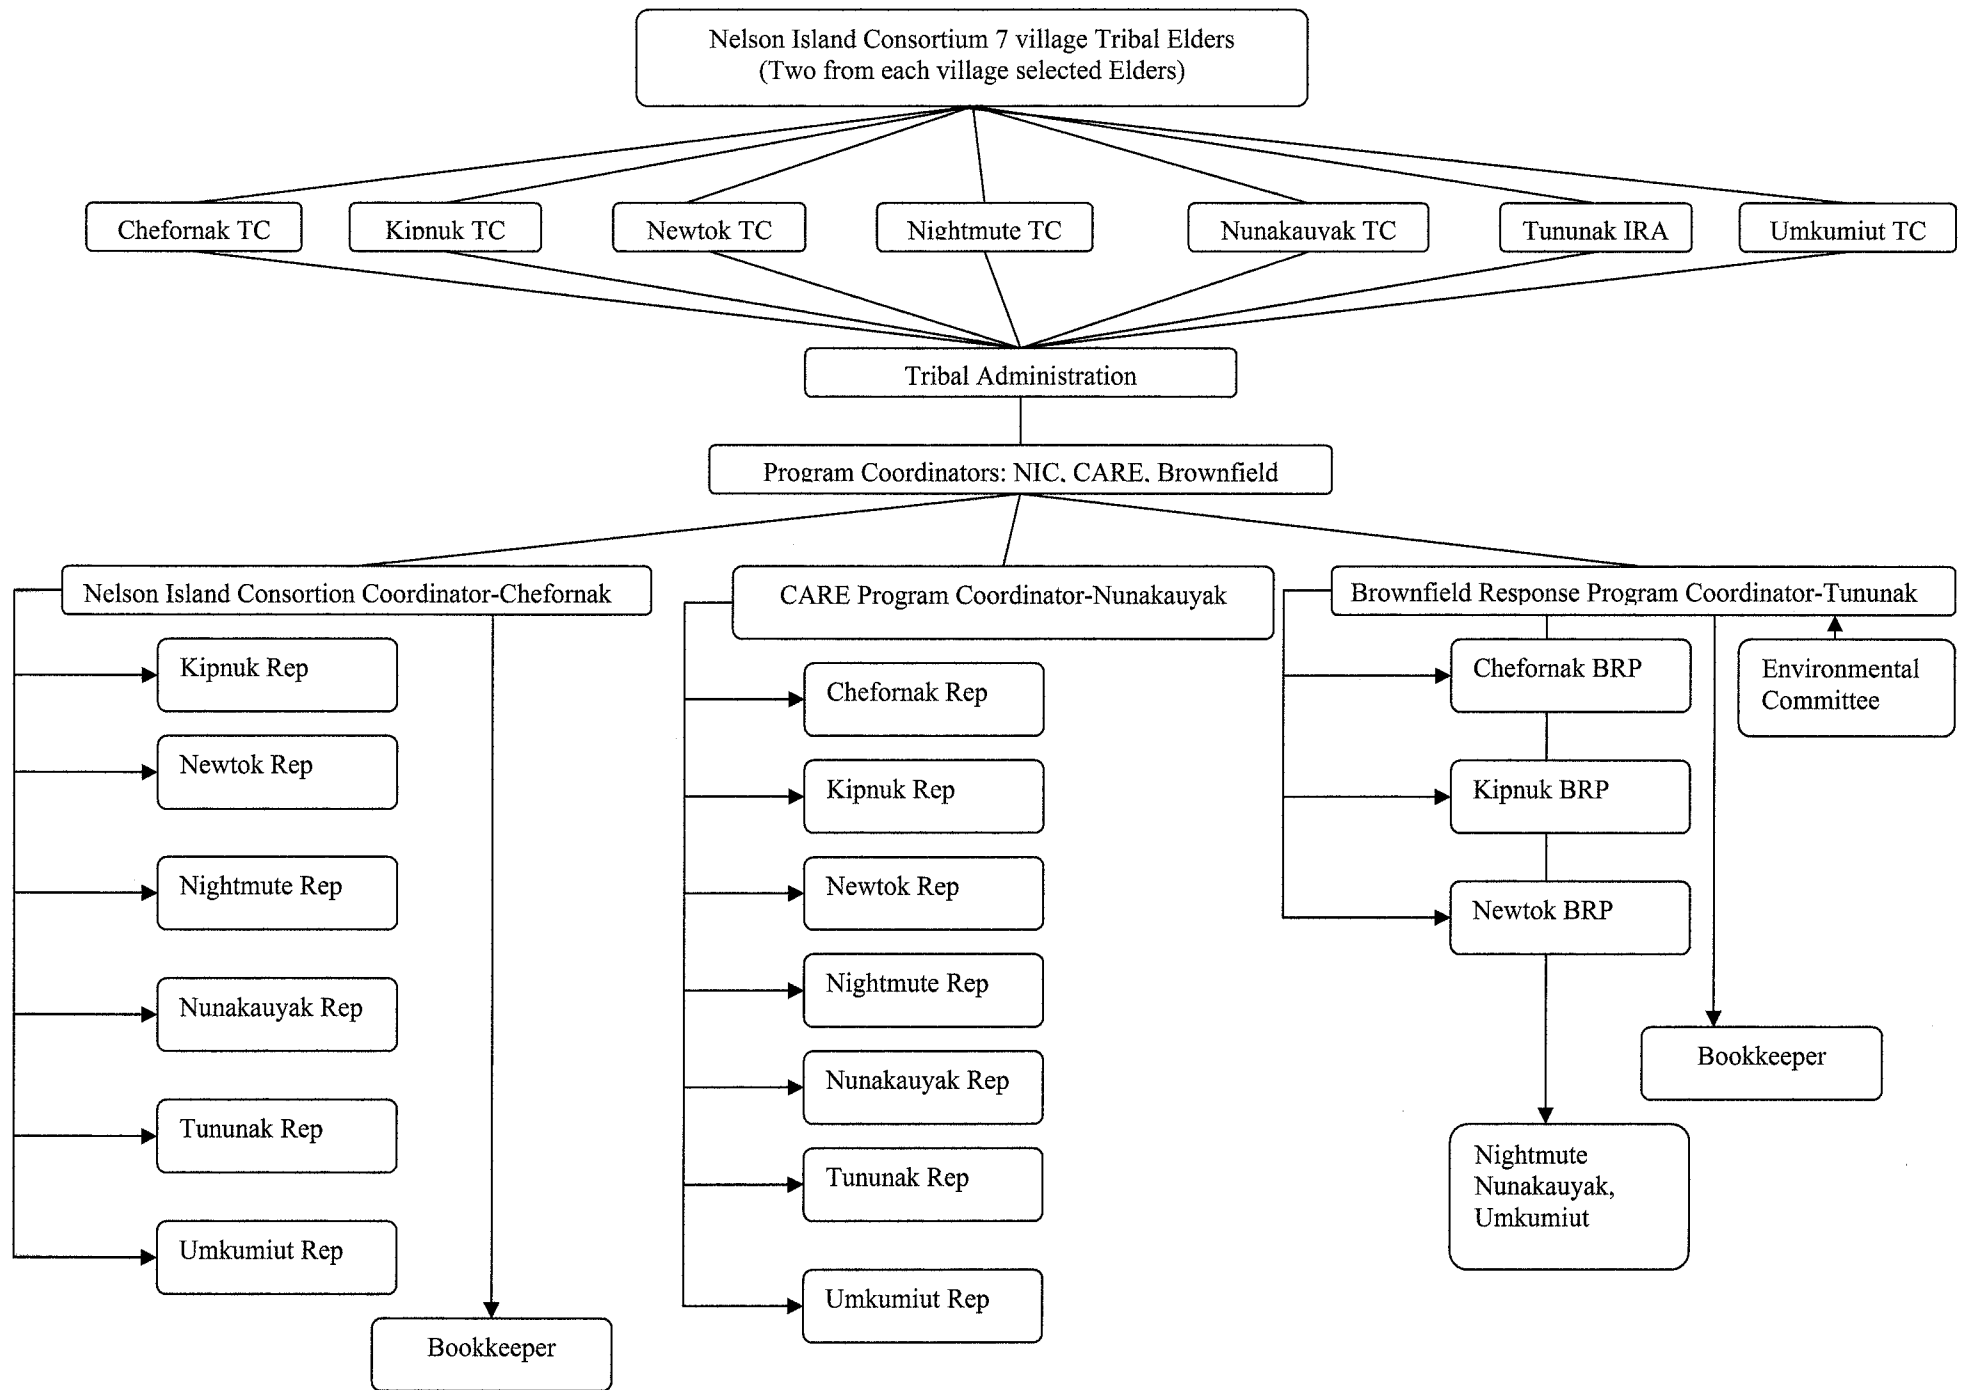 Nelson Island Consortium 7 village Tribal Elders
(Two from each village selected Elders)
Chefornak TC
Kipnuk TC
Newtok TC
Nightmute TC
Nunakauyak TC
Tununak IRA
Umkumiut TC
Tribal Administration
Program Coordinators: NIC, CARE, Brownfield
Nelson Island Consortion Coordinator-Chefornak
Kipnuk Rep
Newtok Rep
Nightmute Rep
Nunakauyak Rep
Tununak Rep
Umkumiut Rep
Bookkeeper
CARE Program Coordinator-Nunakauyak
Chefornak Rep
Kipnuk Rep
Newtok Rep
Nightmute Rep
Nunakauyak Rep
Tununak Rep
Umkumiut Rep
Brownfield Response Program Coordinator-Tununak
Chefornak BRP
Kipnuk BRP
Newtok BRP
Nightmute
Nunakauyak,
Umkumiut
Environmental
Committee
Bookkeeper